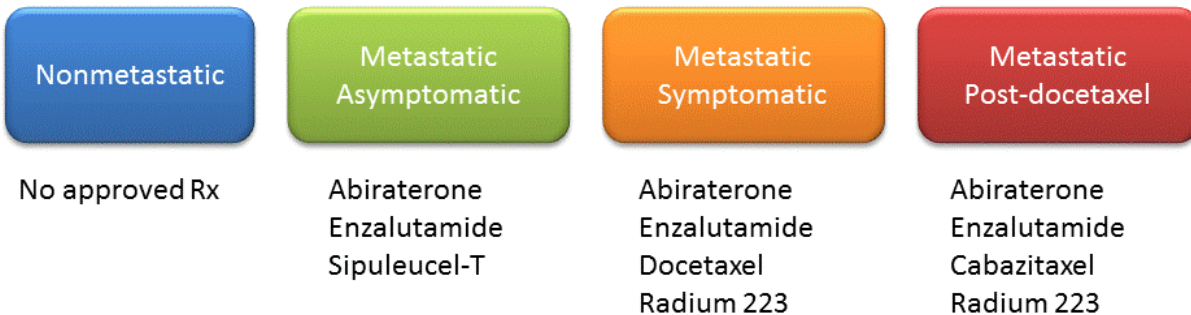 Nonmetastatic
No approved Rx
Metastatic
Asymptomatic
Abiraterone
Enzalutamide
Sipuleucel-T
Metastatic
Symptomatic
Abiraterone
Enzalutamide
Docetaxel
Radium 223
Metastatic
Post-docetaxel
Abiraterone
Enzalutamide
Cabazitaxel
Radium 223